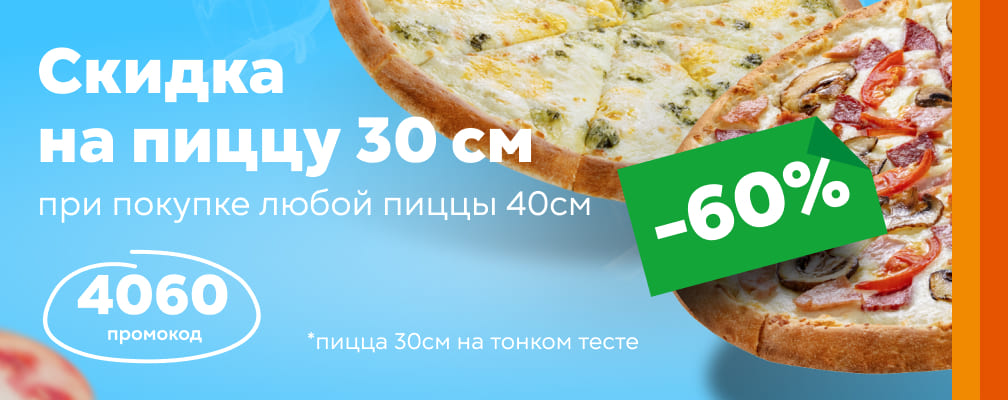 Скидка
на пиццу 30 см
при покупке любой пиццы 40см
-60%
4060
промокод
*пицца 30см на тонком тесте